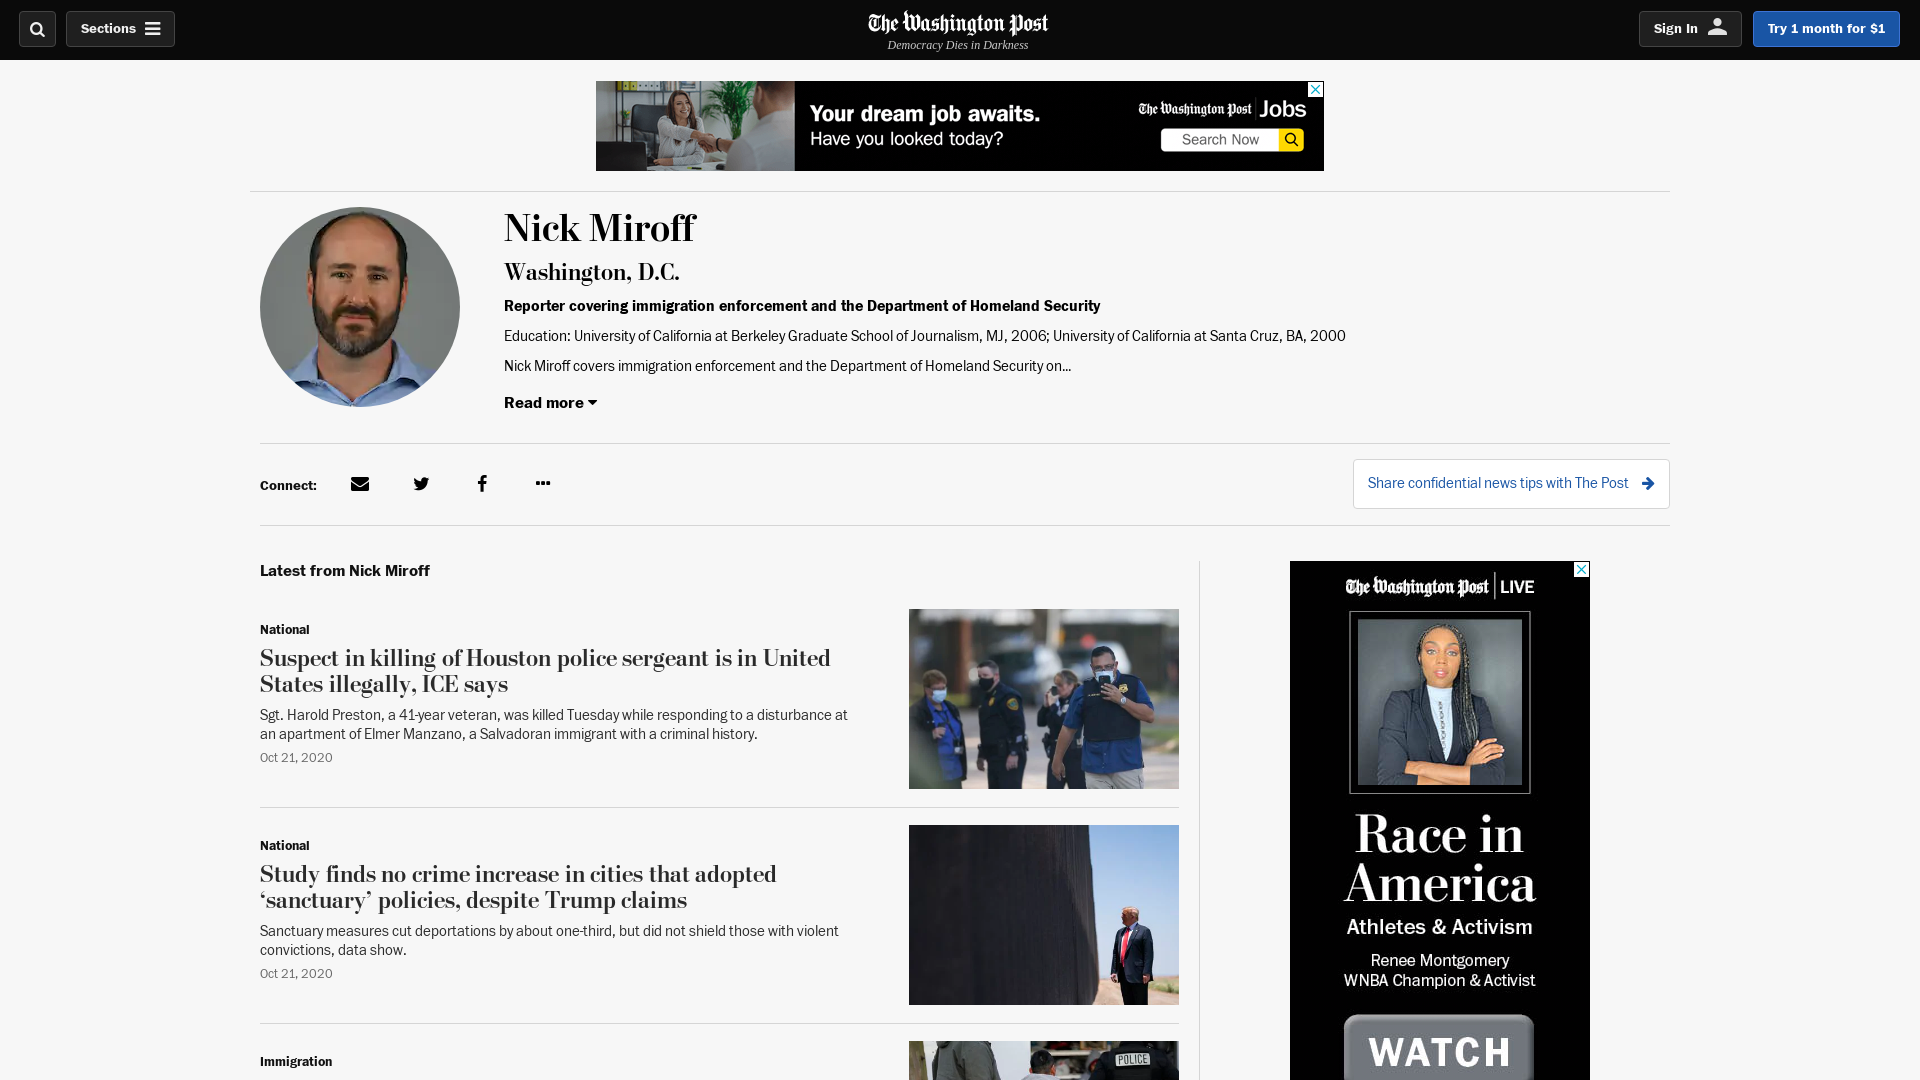 Sections
The Washington Post
Democracy Dies in Darkness
Sign In
Try 1 month for $1
Your dream job awaits.
Have you looked today?
The Washington Post Jobs
Search Now
Nick Miroff
Washington, D.C.
Reporter covering immigration enforcement and the Department of Homeland Security
Education: University of California at Berkeley Graduate School of Journalism, MJ, 2006; University of California at Santa Cruz, BA, 2000
Nick Miroff covers immigration enforcement and the Department of Homeland Security on...
Read more
Connect:
Share confidential news tips with The Post
Latest from Nick Miroff
National
Suspect in killing of Houston police sergeant is in United
States illegally, ICE says
Sgt. Harold Preston, a 41-year veteran, was killed Tuesday while responding to a disturbance at
an apartment of Elmer Manzano, a Salvadoran immigrant with a criminal history.
Oct 21, 2020
National
Study finds no crime increase in cities that adopted
‘sanctuary’ policies, despite Trump claims
Sanctuary measures cut deportations by about one-third, but did not shield those with violent
convictions, data show.
Oct 21, 2020
Immigration
POLICE
The Washington Post LIVE
Race in
America
Athletes & Activism
Renee Montgomery
WNBA Champion & Activist
WATCH